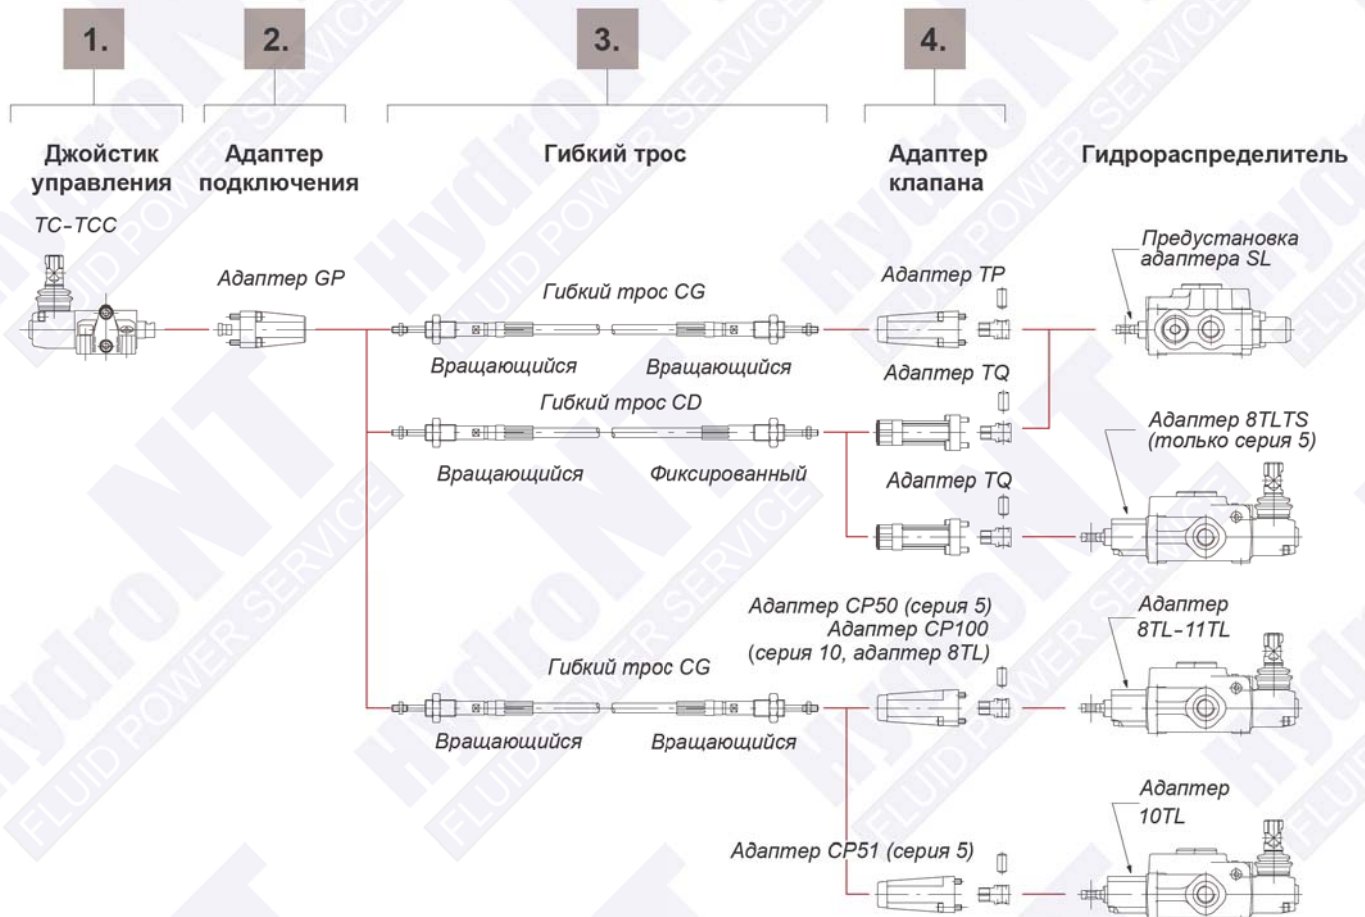 1.
2.
3.
4.
Джойстик
управления
Адаптер
подключения
Гибкий трос
Адаптер
клапана
Гидрораспределитель
TC-TCC
Адаптер GP
Гибкий трос CG
Вращающийся
Вращающийся
Адаптер TP
Предустановка
адаптера SL
Гибкий трос CD
Вращающийся
Фиксированный
Адаптер TQ
Адаптер TQ
Адаптер 8TLTS
(только серия 5)
Адаптер CP50 (серия 5)
Адаптер CP100
(серия 10, адаптер 8TL)
Гибкий трос CG
Вращающийся
Вращающийся
Адаптер
8TL-11TL
Адаптер CP51 (серия 5)
Адаптер
10TL
HydroNT
FLUID POWER SERVICE